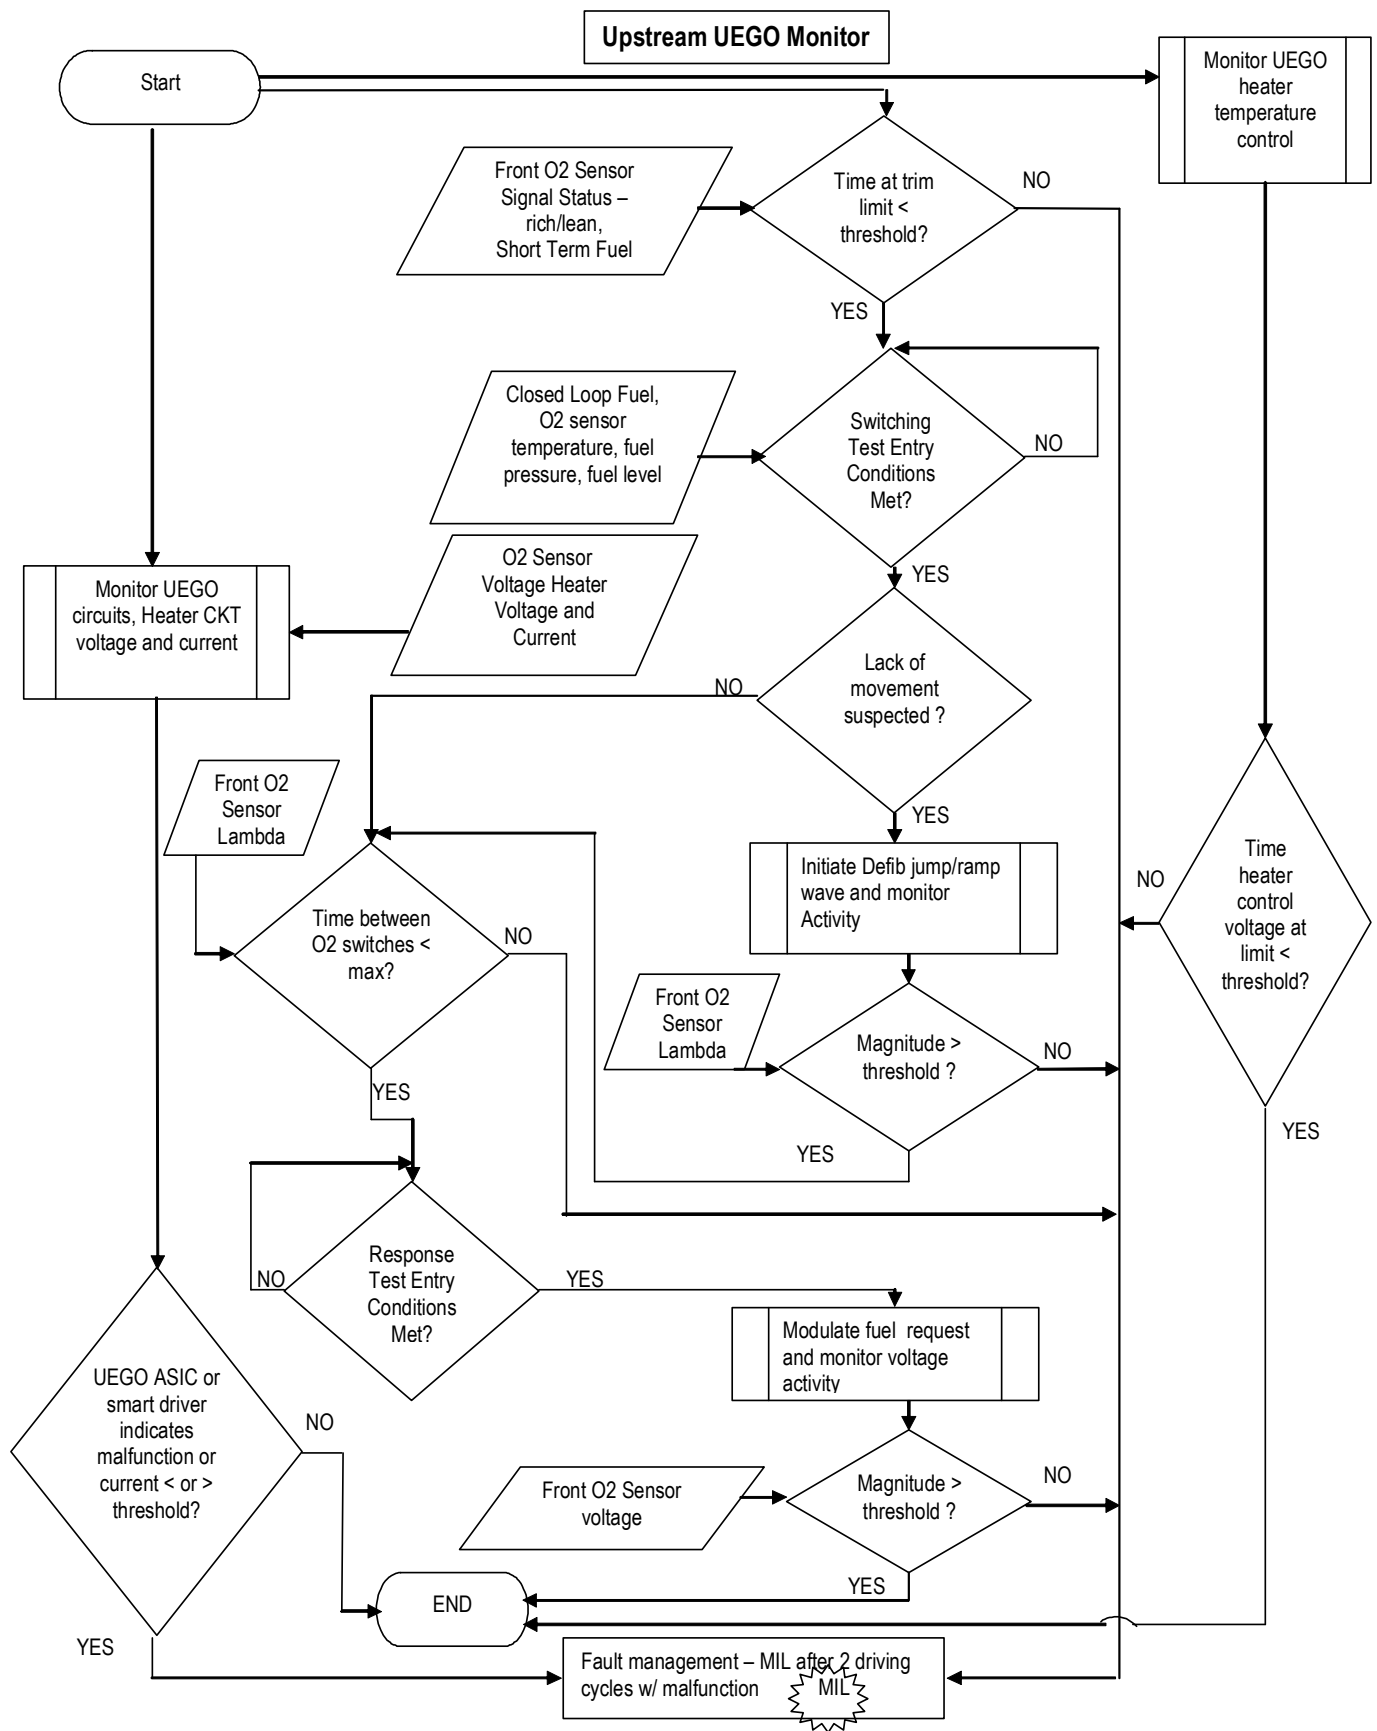 Upstream UEGO Monitor
Start
Monitor UEGO
heater
temperature
control
Front O2 Sensor
Signal Status –
rich/lean,
Short Term Fuel
Time at trim
limit <
threshold?
NO
YES
Closed Loop Fuel,
O2 sensor
temperature, fuel
pressure, fuel level
Switching
Test Entry
Conditions
Met?
NO
YES
O2 Sensor
Voltage Heater
Voltage and
Current
Monitor UEGO
circuits, Heater CKT
voltage and current
Lack of
movement
suspected ?
NO
YES
Front O2
Sensor
Lambda
Initiate Defib jump/ramp
wave and monitor
Activity
Time
heater
control
voltage at
limit <
threshold?
NO
YES
Time between
O2 switches <
max?
NO
YES
Front O2
Sensor
Lambda
Magnitude >
threshold ?
NO
YES
Response
Test Entry
Conditions
Met?
NO
YES
Modulate fuel request
and monitor voltage
activity
UEGO ASIC or
smart driver
indicates
malfunction or
current < or >
threshold?
NO
YES
Front O2 Sensor
voltage
Magnitude >
threshold ?
NO
YES
END
Fault management – MIL after 2 driving
cycles w/ malfunction
MIL